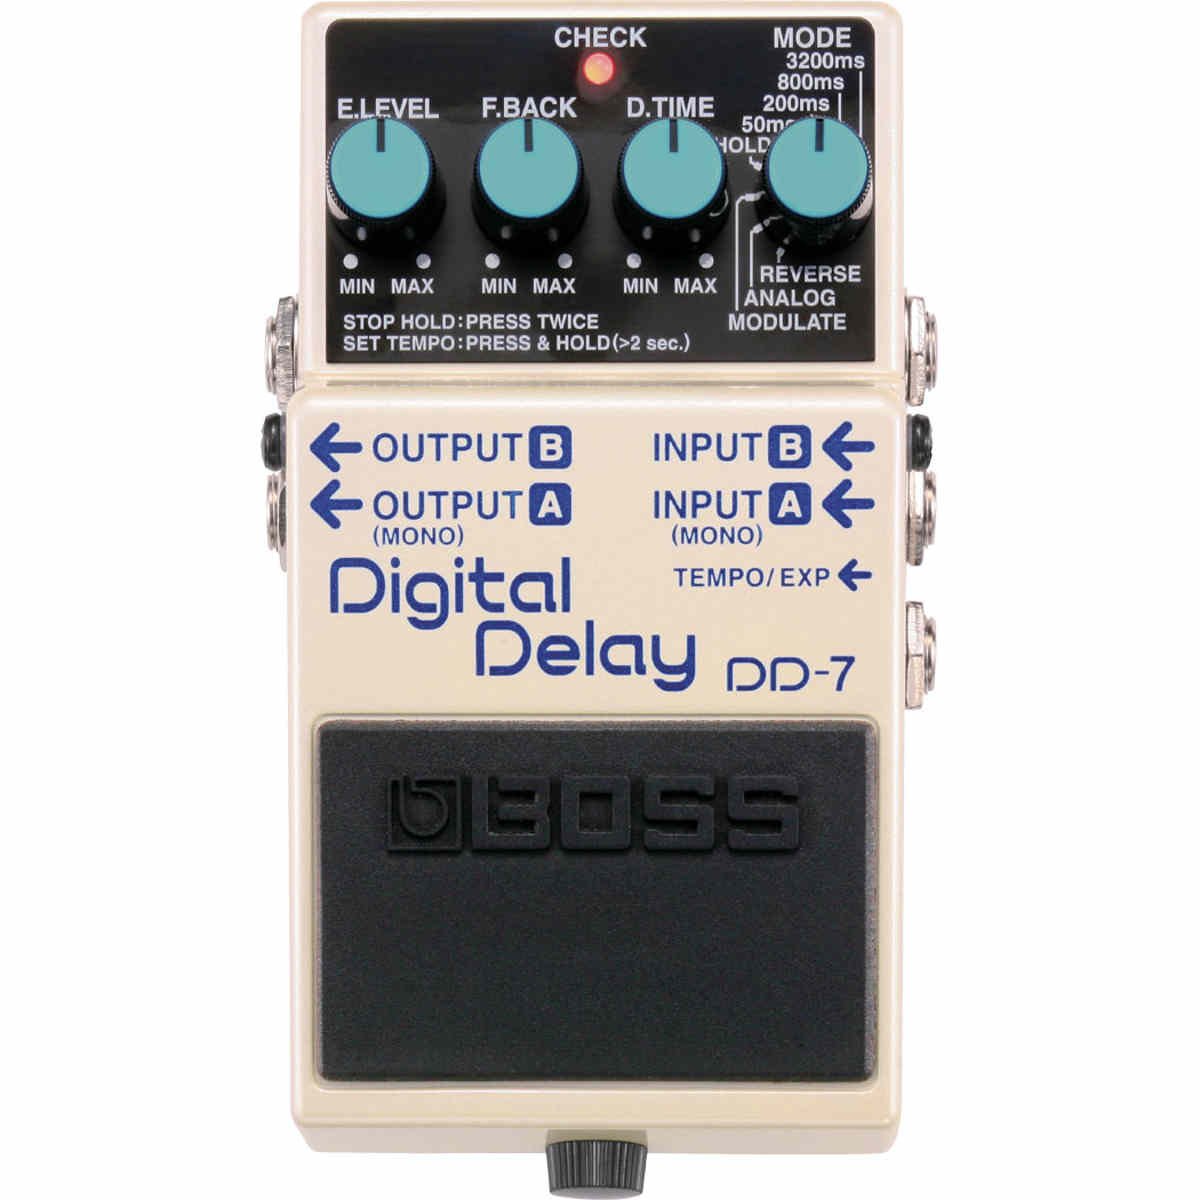 CHECK
MODE
3200ms
800ms
200ms
E.LEVEL F.BACK D.TIME
50ms
HOLD
MIN MAX MIN MAX MIN MAX
REVERSE
ANALOG
MODULATE
STOP HOLD:PRESS TWICE
SET TEMPO:PRESS & HOLD(>2 sec.)
OUTPUT B INPUT B
OUTPUT A INPUT A
(MONO) (MONO)
TEMPO/EXP
Digital
Delay DD-7
BOSS